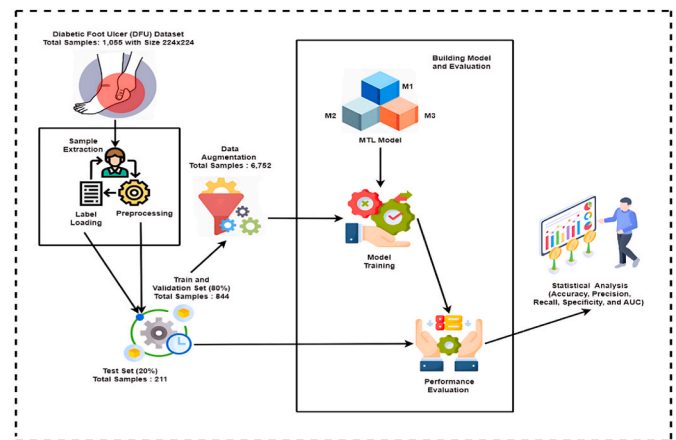 Diabetic Foot Ulcer (DFU) Dataset
Total Samples: 1,055 with Size 224x224
Sample
Extraction
Label
Loading
Preprocessing
Data
Augmentation
Total Samples : 6,752
Train and
Validation Set (80%)
Total Samples : 844
Test Set (20%)
Total Samples : 211
Building Model
and Evaluation
M1
M2
M3
MTL Model
Model
Training
Performance
Evaluation
Statistical Analysis
(Accuracy, Precision,
Recall, Specificity, and AUC)